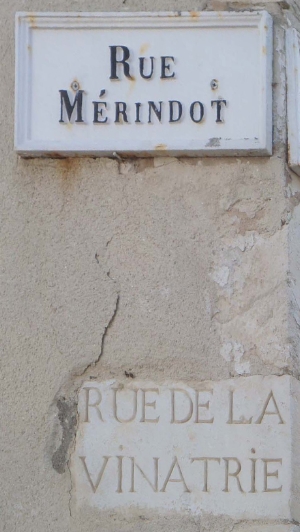 RUE
MÉRINDOT
RUE DE LA
VINATRIE